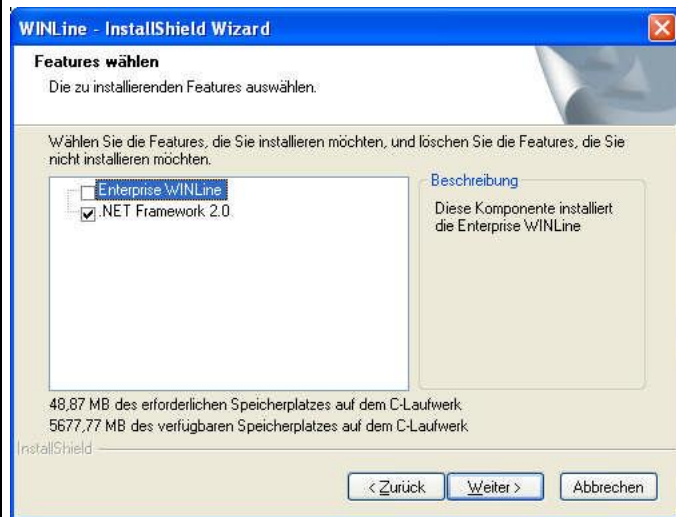 WINLine - InstallShield Wizard
Features wählen
Die zu installierenden Features auswählen.
Wählen Sie die Features, die Sie installieren möchten, und löschen Sie die Features, die Sie
nicht installieren möchten.
Enterprise WINLine
.NET Framework 2.0
Beschreibung
Diese Komponente installiert
die Enterprise WINLine
48,87 MB des erforderlichen Speicherplatzes auf dem C-Laufwerk
5677,77 MB des verfügbaren Speicherplatzes auf dem C-Laufwerk
InstallShield
< Zurück
Weiter >
Abbrechen